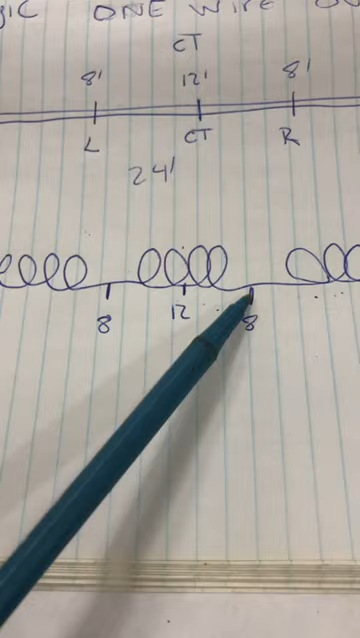 ONE WIRE
CT
8' 12' 8'
L CT R
24'
8 12 8